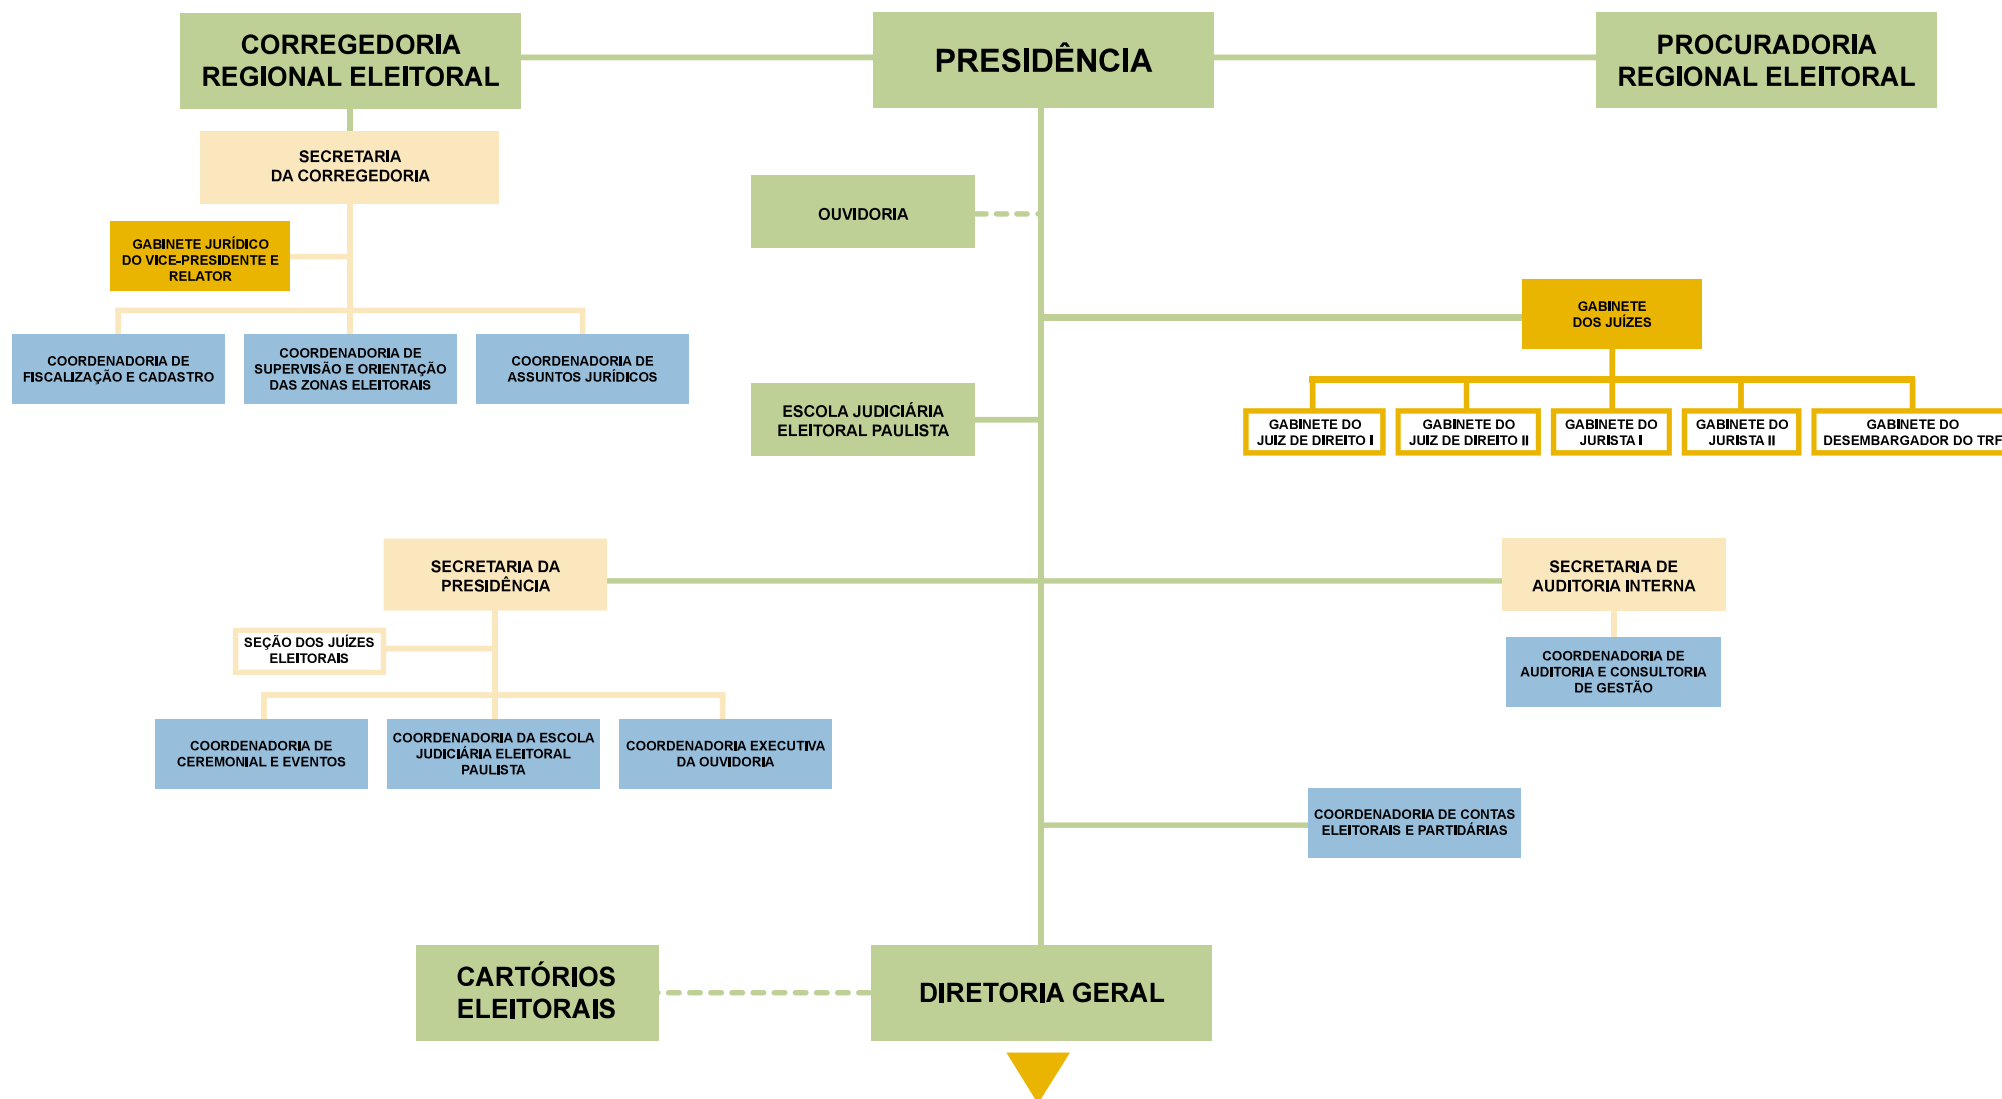 CORREGEDORIA
REGIONAL ELEITORAL
PRESIDÊNCIA
PROCURADORIA
REGIONAL ELEITORAL
SECRETARIA
DA CORREGEDORIA
OUVIDORIA
GABINETE JURÍDICO
DO VICE-PRESIDENTE E
RELATOR
GABINETE
DOS JUÍZES
COORDENADORIA DE
FISCALIZAÇÃO E CADASTRO
COORDENADORIA DE
SUPERVISÃO E ORIENTAÇÃO
DAS ZONAS ELEITORAIS
COORDENADORIA DE
ASSUNTOS JURÍDICOS
ESCOLA JUDICIÁRIA
ELEITORAL PAULISTA
GABINETE DO
JUIZ DE DIREITO I
GABINETE DO
JUIZ DE DIREITO II
GABINETE DO
JURISTA I
GABINETE DO
JURISTA II
GABINETE DO
DESEMBARGADOR DO TRF
SECRETARIA DA
PRESIDÊNCIA
SECRETARIA DE
AUDITORIA INTERNA
SEÇÃO DOS JUÍZES
ELEITORAIS
COORDENADORIA DE
AUDITORIA E CONSULTORIA
DE GESTÃO
COORDENADORIA DE
CEREMONIAL E EVENTOS
COORDENADORIA DA ESCOLA
JUDICIÁRIA ELEITORAL
PAULISTA
COORDENADORIA EXECUTIVA
DA OUVIDORIA
COORDENADORIA DE CONTAS
ELEITORAIS E PARTIDÁRIAS
CARTÓRIOS
ELEITORAIS
DIRETORIA GERAL